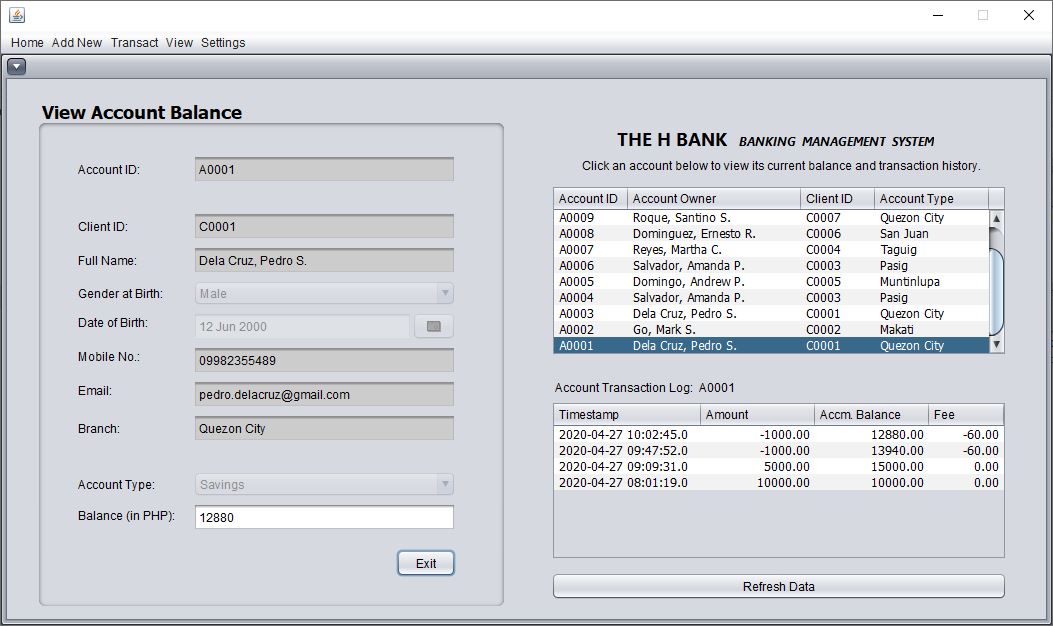 Home Add New Transact View Settings
View Account Balance
Account ID: A0001
Client ID: C0001
Full Name: Dela Cruz, Pedro S.
Gender at Birth: Male
Date of Birth: 12 Jun 2000
Mobile No.: 09982355489
Email: pedro.delacruz@gmail.com
Branch: Quezon City
Account Type: Savings
Balance (in PHP): 12880
Exit
THE H BANK BANKING MANAGEMENT SYSTEM
Click an account below to view its current balance and transaction history.
Account ID Account Owner Client ID Account Type
A0009 Roque, Santino S. C0007 Quezon City
A0008 Dominguez, Ernesto R. C0006 San Juan
A0007 Reyes, Martha C. C0004 Taguig
A0006 Salvador, Amanda P. C0003 Pasig
A0005 Domingo, Andrew P. C0005 Muntinlupa
A0004 Salvador, Amanda P. C0003 Pasig
A0003 Dela Cruz, Pedro S. C0001 Quezon City
A0002 Go, Mark S. C0002 Makati
A0001 Dela Cruz, Pedro S. C0001 Quezon City
Account Transaction Log: A0001
Timestamp Amount Accm. Balance Fee
2020-04-27 10:02:45.0 -1000.00 12880.00 -60.00
2020-04-27 09:47:52.0 -1000.00 13940.00 -60.00
2020-04-27 09:09:31.0 5000.00 15000.00 0.00
2020-04-27 08:01:19.0 10000.00 10000.00 0.00
Refresh Data